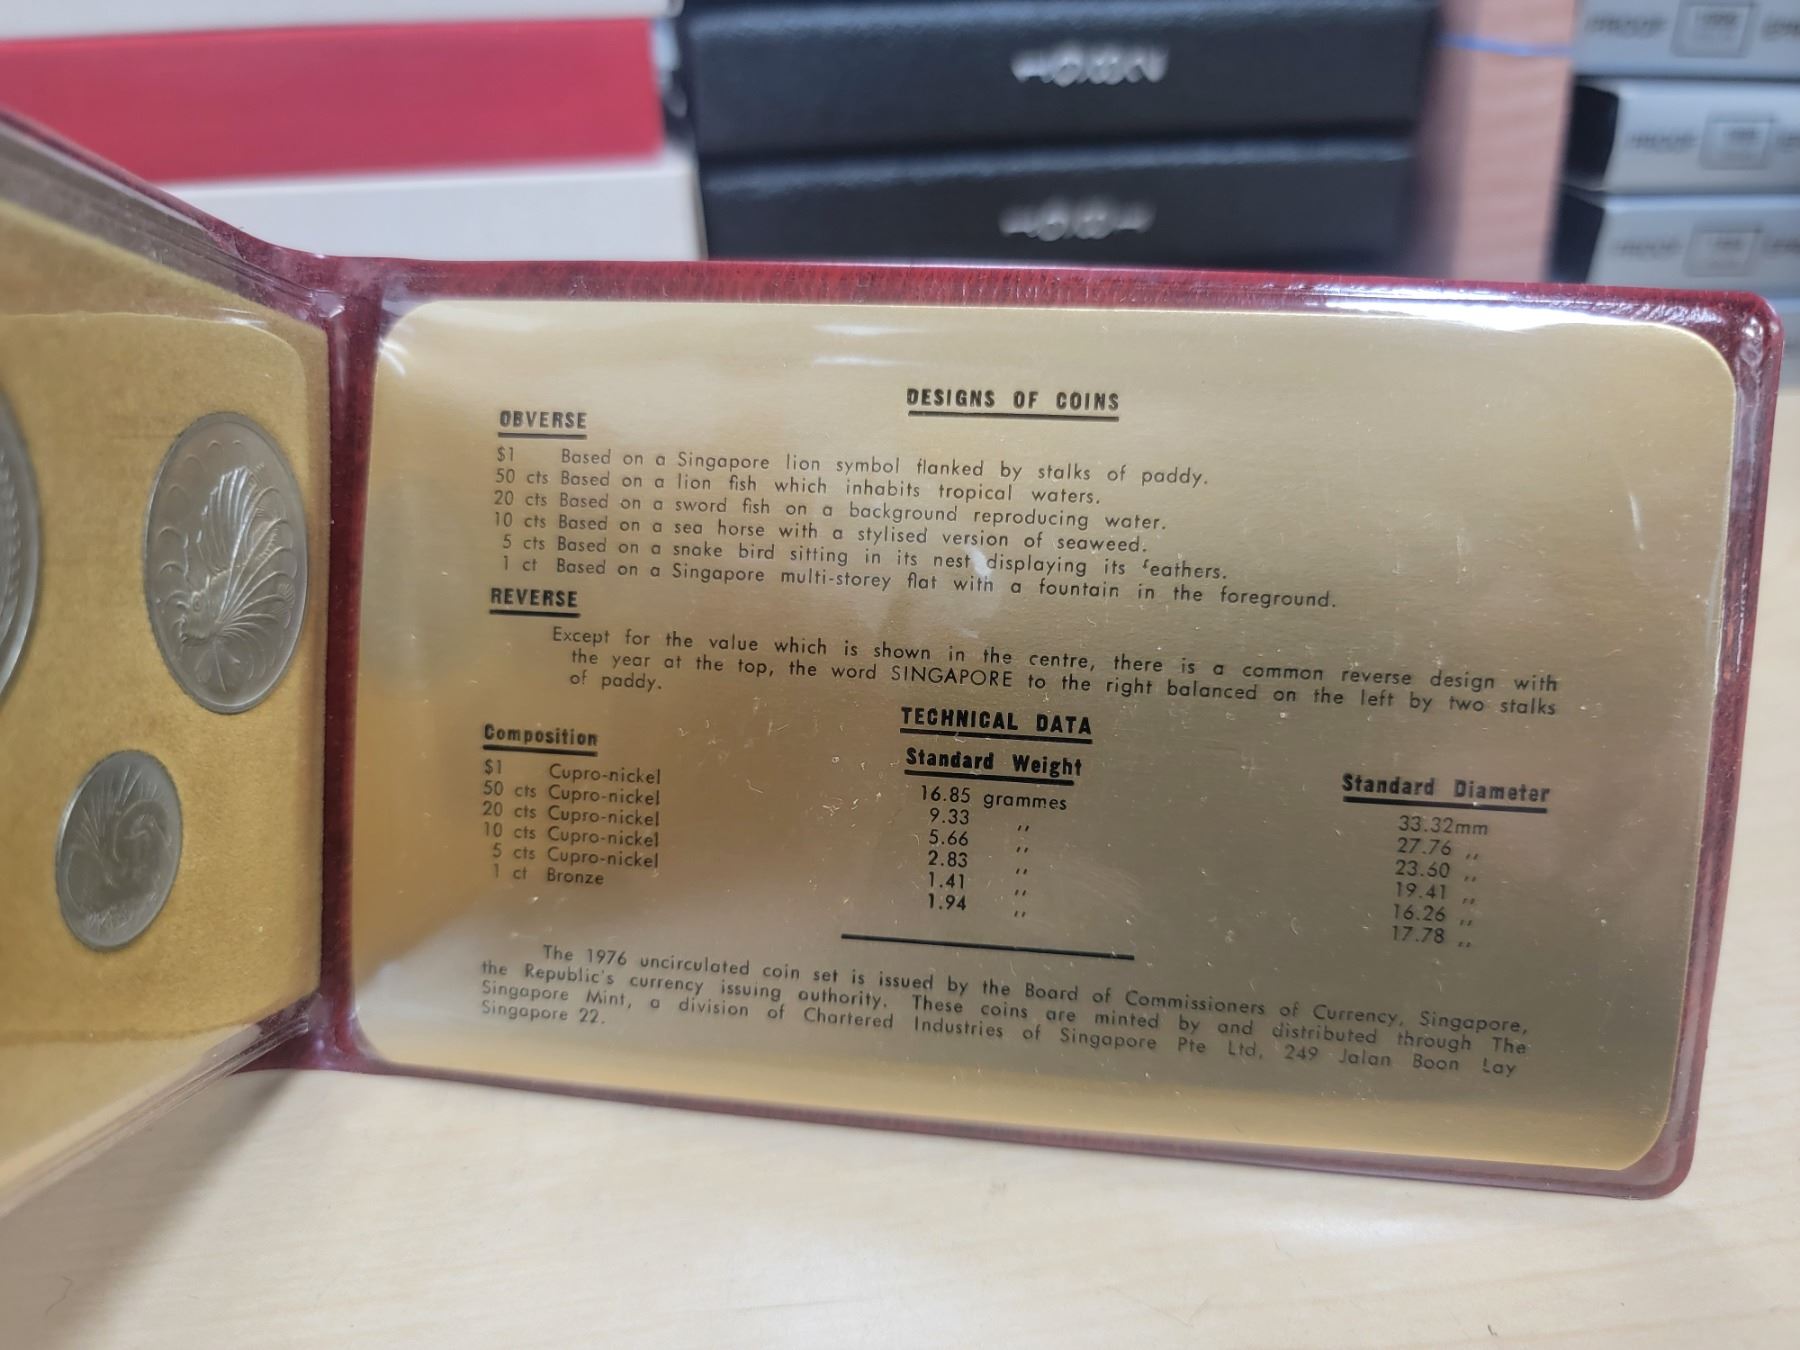 DESIGNS OF COINS
OBVERSE
$1 Based on a Singapore lion symbol flanked by stalks of paddy.
50 cts Based on a lion fish which inhabits tropical waters.
20 cts Based on a sword fish on a background reproducing water.
10 cts Based on a sea horse with a stylised version of seaweed.
5 cts Based on a snake bird sitting in its nest displaying its feathers.
1 ct Based on a Singapore multi-storey flat with a fountain in the foreground.
REVERSE
Except for the value which is shown in the centre, there is a common reverse design with
the year at the top, the word SINGAPORE to the right balanced on the left by two stalks
of paddy.
TECHNICAL DATA
Composition Standard Weight Standard Diameter
$1 Cupro-nickel 16.85 grammes 33.32mm
50 cts Cupro-nickel 9.33 ,, 27.76 ,,
20 cts Cupro-nickel 5.66 ,, 23.60 ,,
10 cts Cupro-nickel 2.83 ,, 19.41 ,,
5 cts Cupro-nickel 1.41 ,, 16.26 ,,
1 ct Bronze 1.94 ,, 17.78 ,,
The 1976 uncirculated coin set is issued by the Board of Commissioners of Currency, Singapore,
the Republic's currency issuing authority. These coins are minted by and distributed through The
Singapore Mint, a division of Chartered Industries of Singapore Pte Ltd, 249 Jalan Boon Lay
Singapore 22.
PROOF
PROOF
PROOF